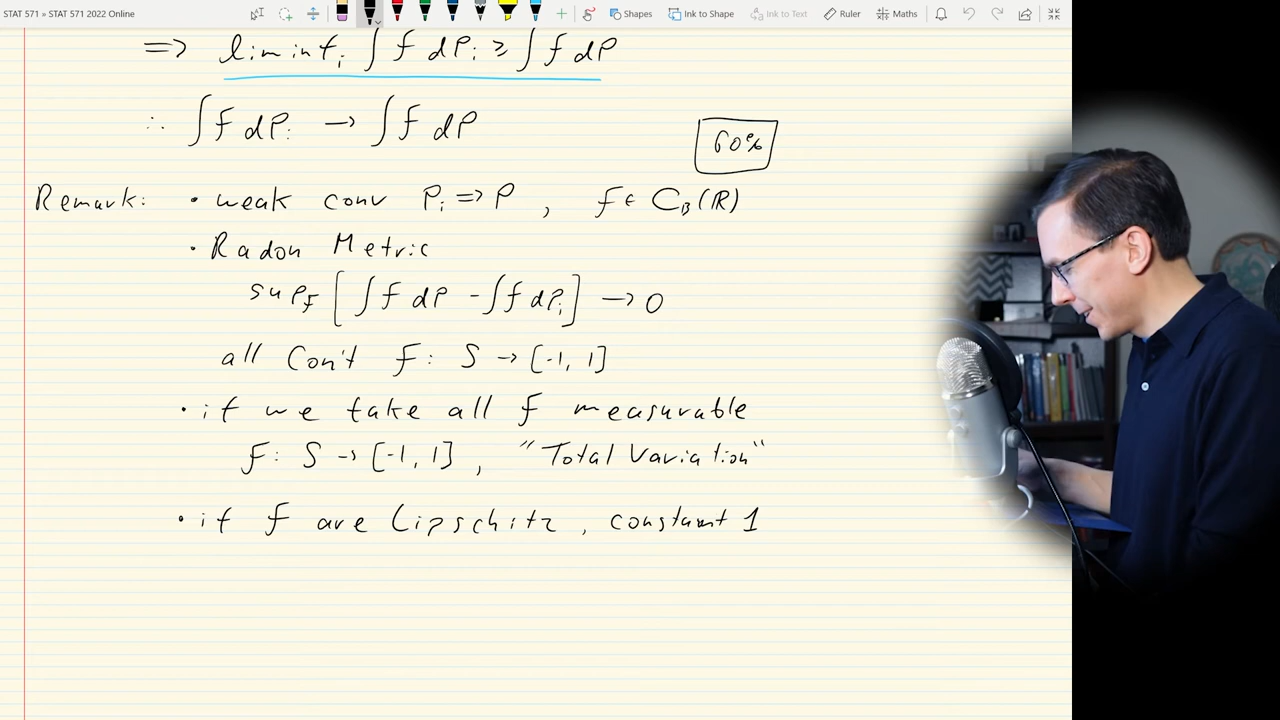 STAT 571 » STAT 571 2022 Online
Shapes Ink to Shape Ink to Text Ruler Maths
=> lim inf_i ∫ f dP_i ≥ ∫ f dP
∴ ∫ f dP_i → ∫ f dP
60%
Remark: • weak conv P_i => P , f ∈ C_B(R)
• Radon Metric
sup_f [ ∫ f dP - ∫ f dP_i ] → 0
all Con't f: S → [-1, 1]
• if we take all f measurable
f: S → [-1, 1] , "Total Variation"
• if f are Lipschitz , constant 1